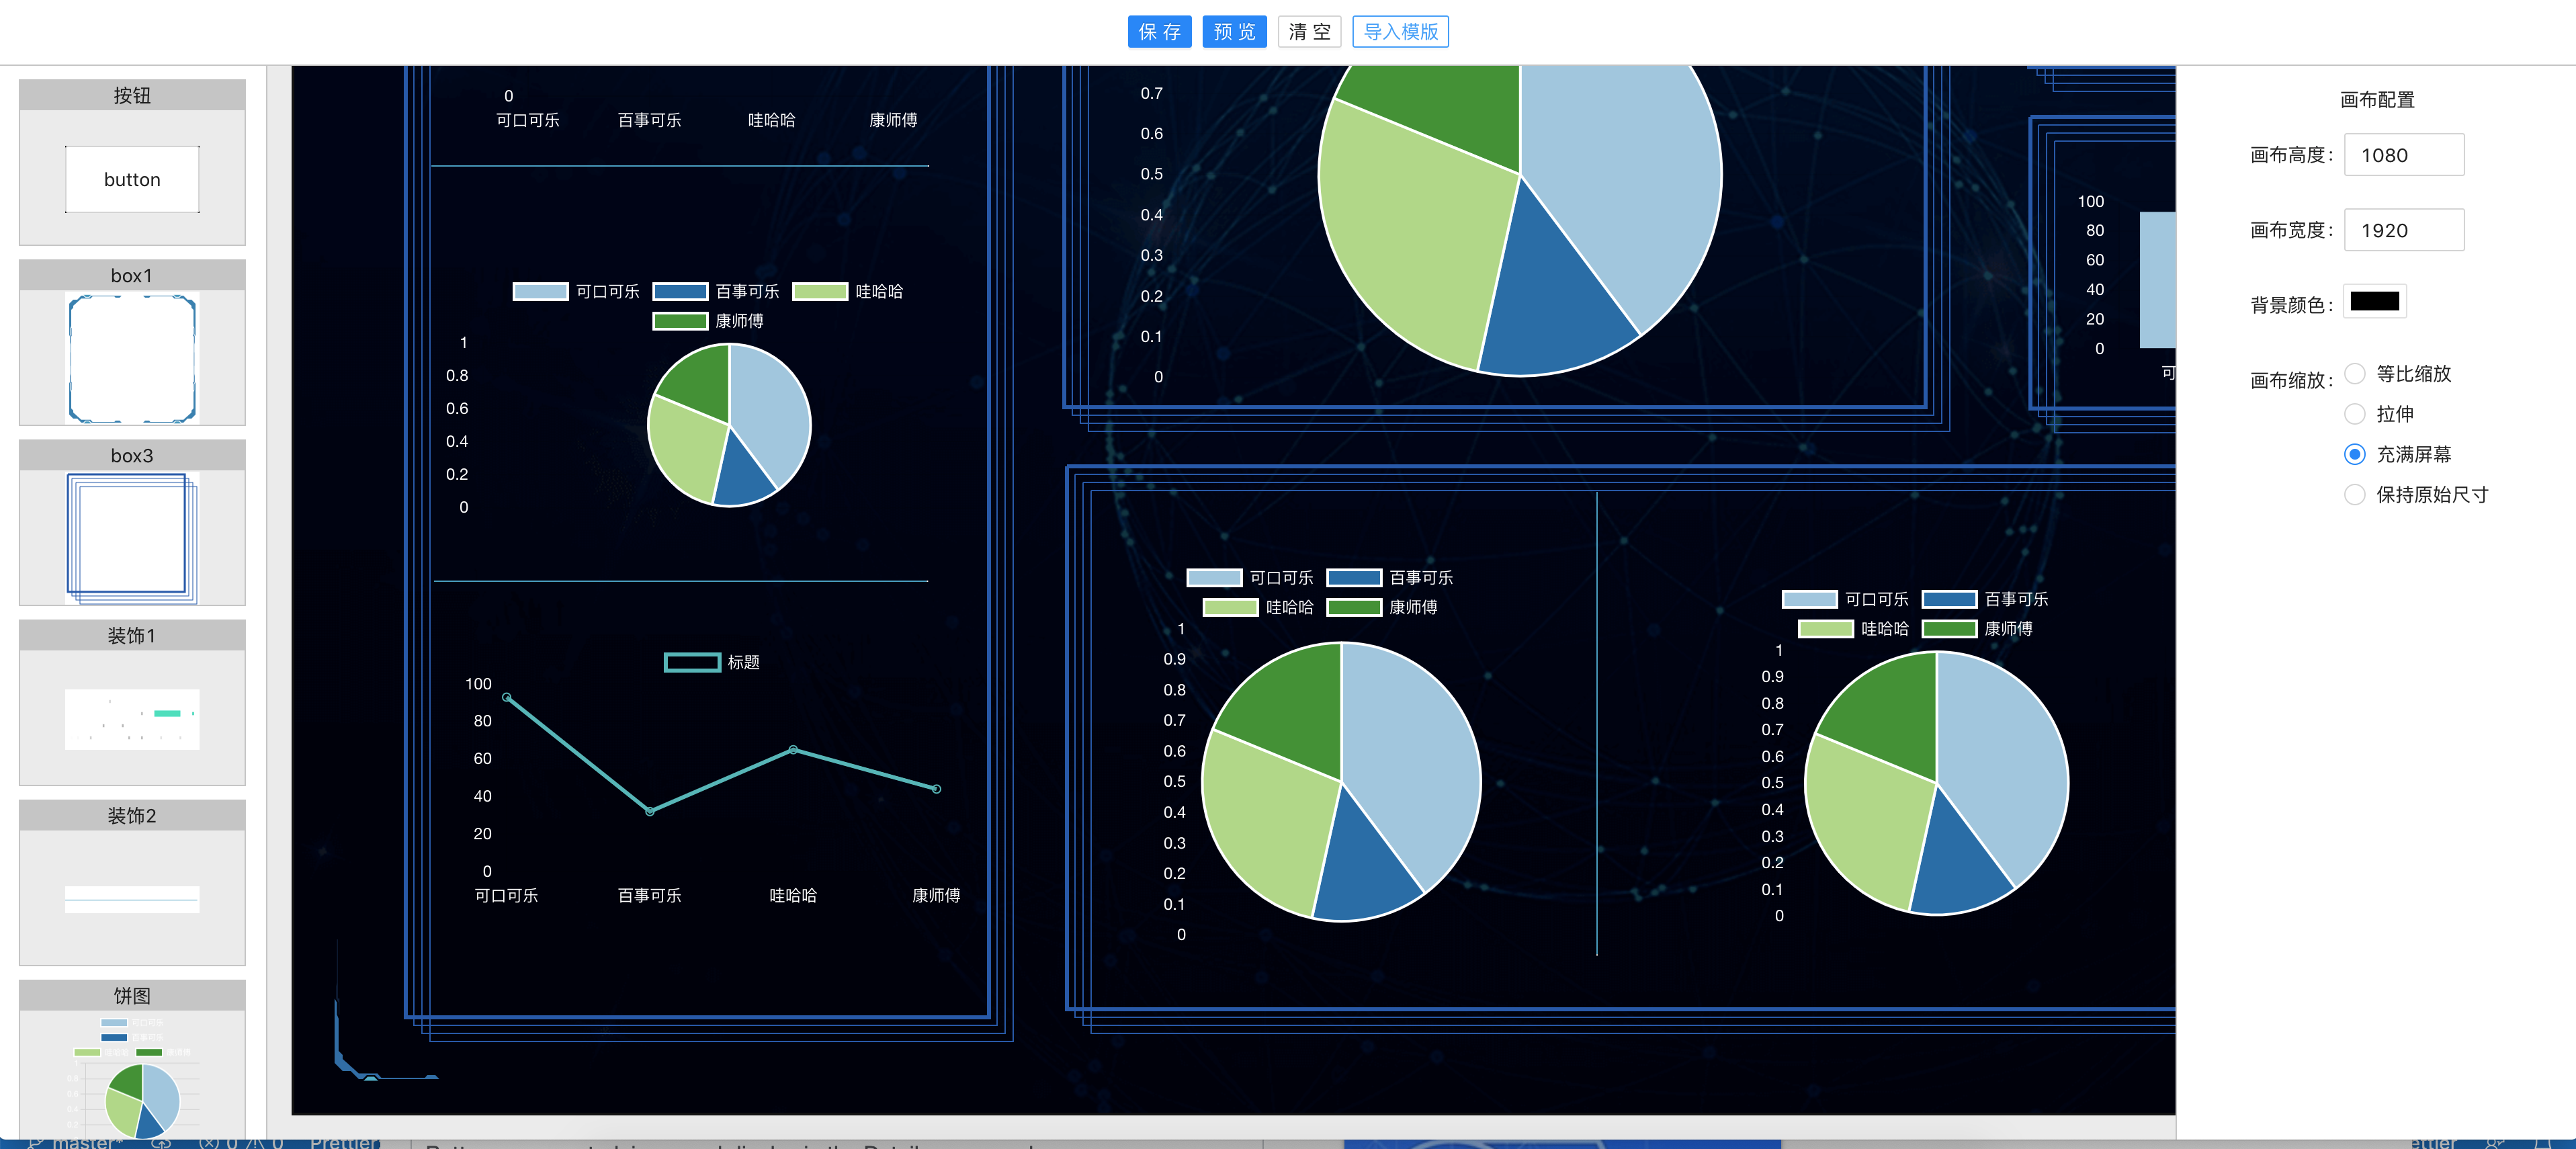 保 存 预 览 清 空 导入模版
按钮
button
box1
box3
装饰1
装饰2
饼图
0
可口可乐 百事可乐 哇哈哈 康师傅
可口可乐 百事可乐 哇哈哈
康师傅
1
0.8
0.6
0.4
0.2
0
标题
100
80
60
40
20
0
可口可乐 百事可乐 哇哈哈 康师傅
0.7
0.6
0.5
0.4
0.3
0.2
0.1
0
100
80
60
40
20
0
可口可乐 百事可乐
哇哈哈 康师傅
1
0.9
0.8
0.7
0.6
0.5
0.4
0.3
0.2
0.1
0
可口可乐 百事可乐
哇哈哈 康师傅
1
0.9
0.8
0.7
0.6
0.5
0.4
0.3
0.2
0.1
0
画布配置
画布高度： 1080
画布宽度： 1920
背景颜色：
画布缩放： 等比缩放
拉伸
充满屏幕
保持原始尺寸
master*
0
0
Prettier